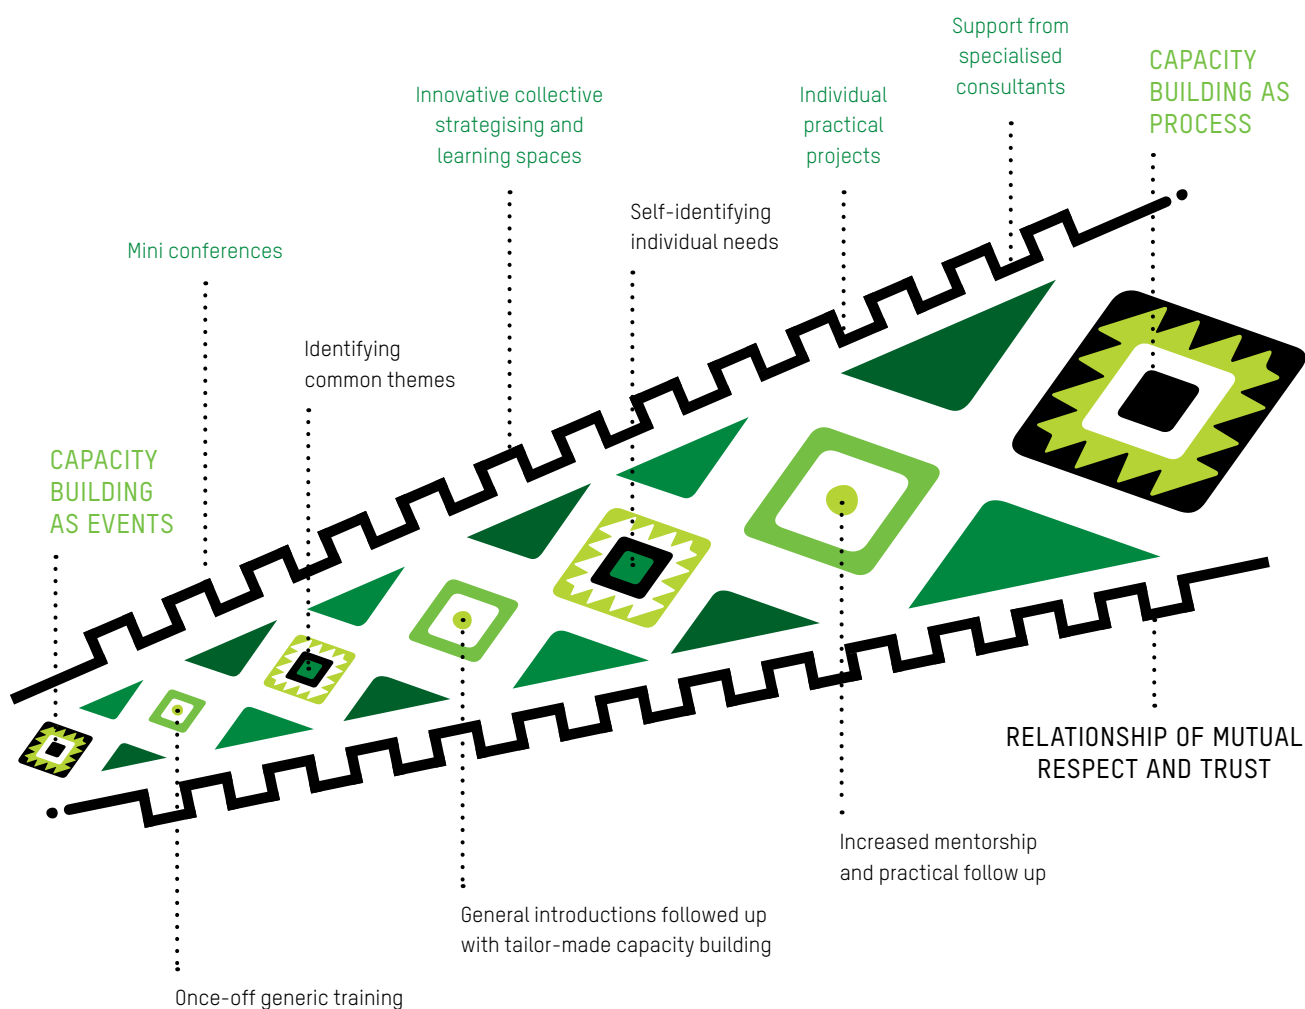 Support from
specialised
consultants
CAPACITY
BUILDING AS
PROCESS
Innovative collective
strategising and
learning spaces
Individual
practical
projects
Self-identifying
individual needs
Mini conferences
Identifying
common themes
CAPACITY
BUILDING
AS EVENTS
RELATIONSHIP OF MUTUAL
RESPECT AND TRUST
Increased mentorship
and practical follow up
General introductions followed up
with tailor-made capacity building
Once-off generic training